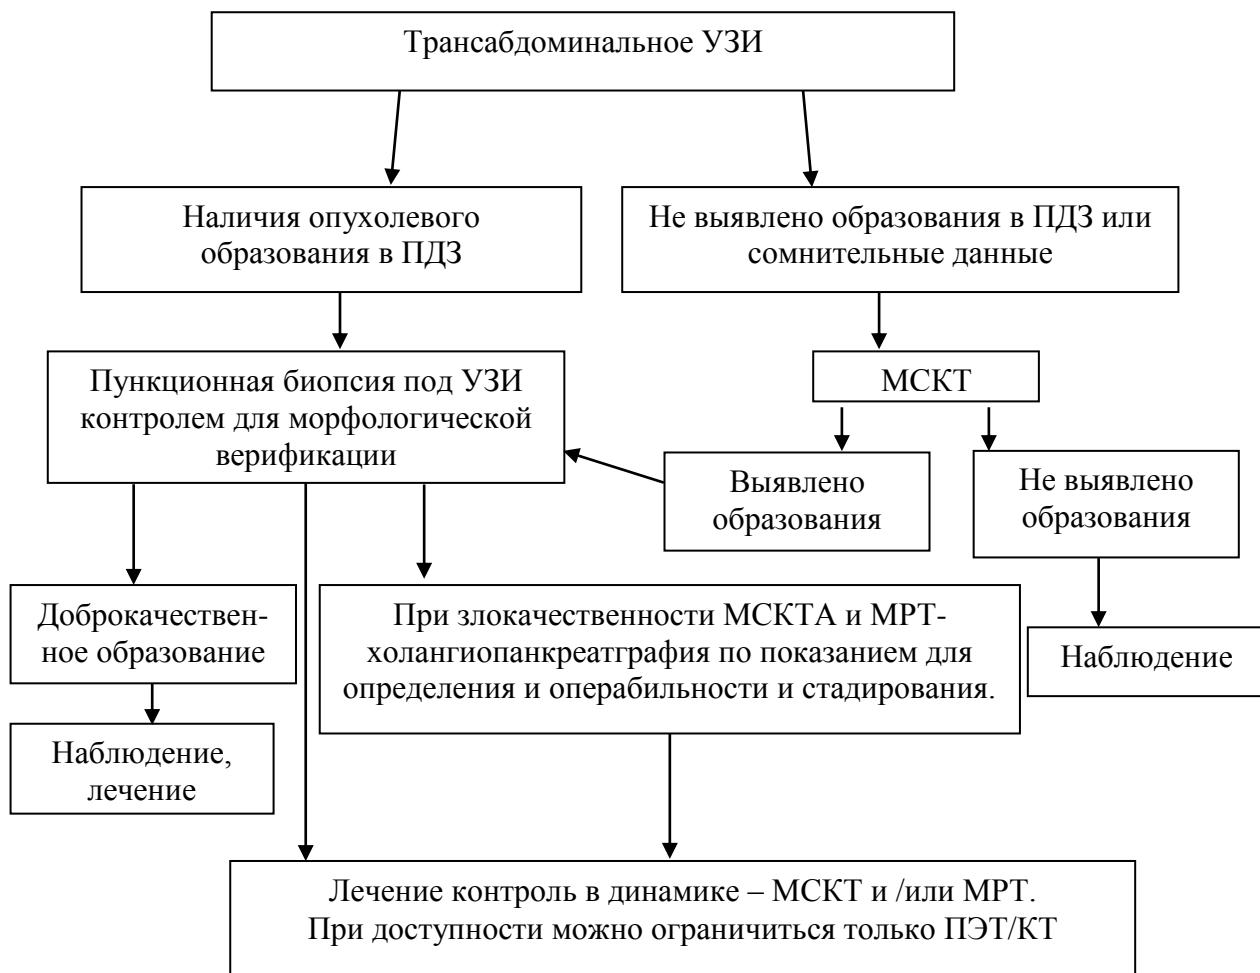 Трансабдоминальное УЗИ
Наличия опухолевого
образования в ПДЗ
Не выявлено образования в ПДЗ или
сомнительные данные
Пункционная биопсия под УЗИ
контролем для морфологической
верификации
МСКТ
Выявлено
образования
Не выявлено
образования
Доброкачествен-
ное образование
При злокачественности МСКТА и МРТ-
холангиопанкреатграфия по показанием для
определения и операбильности и стадирования.
Наблюдение
Наблюдение,
лечение
Лечение контроль в динамике – МСКТ и /или МРТ.
При доступности можно ограничиться только ПЭТ/КТ